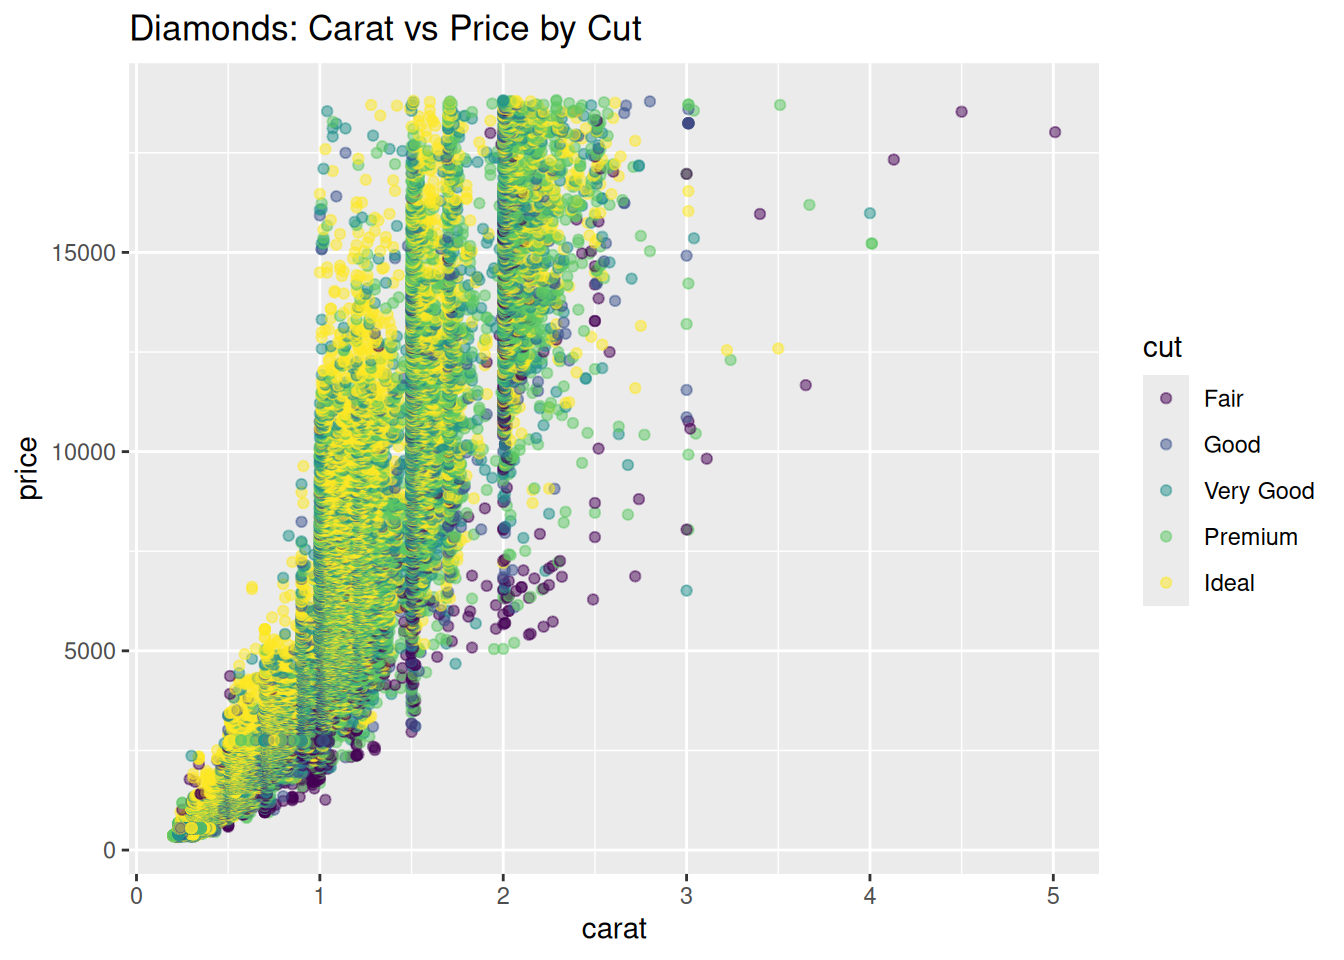 Diamonds: Carat vs Price by Cut
price
15000
10000
5000
0
0 1 2 3 4 5
carat
cut
Fair
Good
Very Good
Premium
Ideal